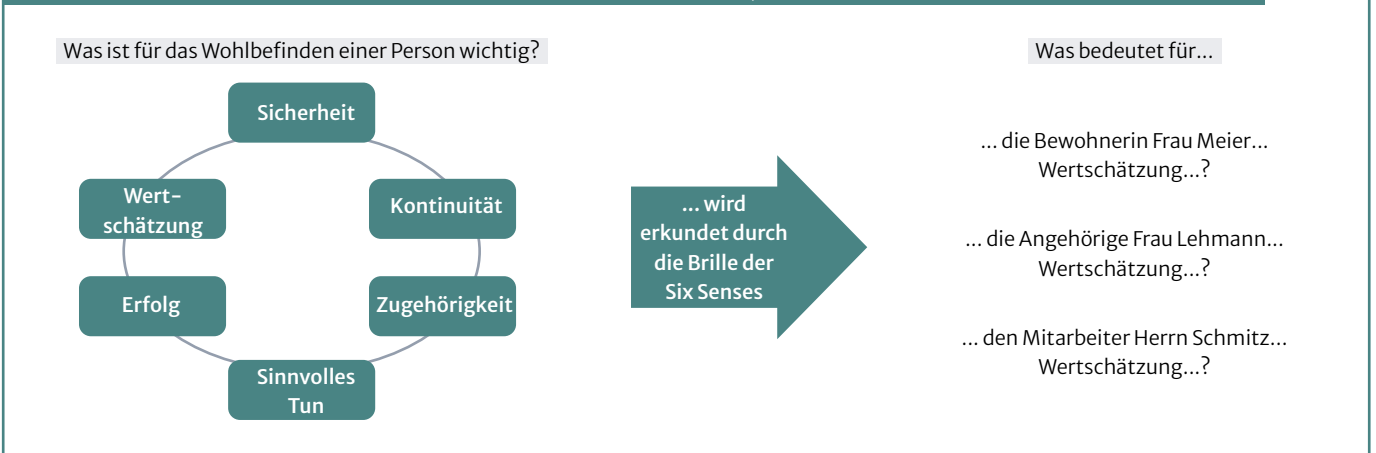 Was ist für das Wohlbefinden einer Person wichtig?
Sicherheit
Wert-
schätzung
Kontinuität
Erfolg
Zugehörigkeit
Sinnvolles
Tun
... wird
erkundet durch
die Brille der
Six Senses
Was bedeutet für...
... die Bewohnerin Frau Meier...
Wertschätzung...?
... die Angehörige Frau Lehmann...
Wertschätzung...?
... den Mitarbeiter Herrn Schmitz...
Wertschätzung...?